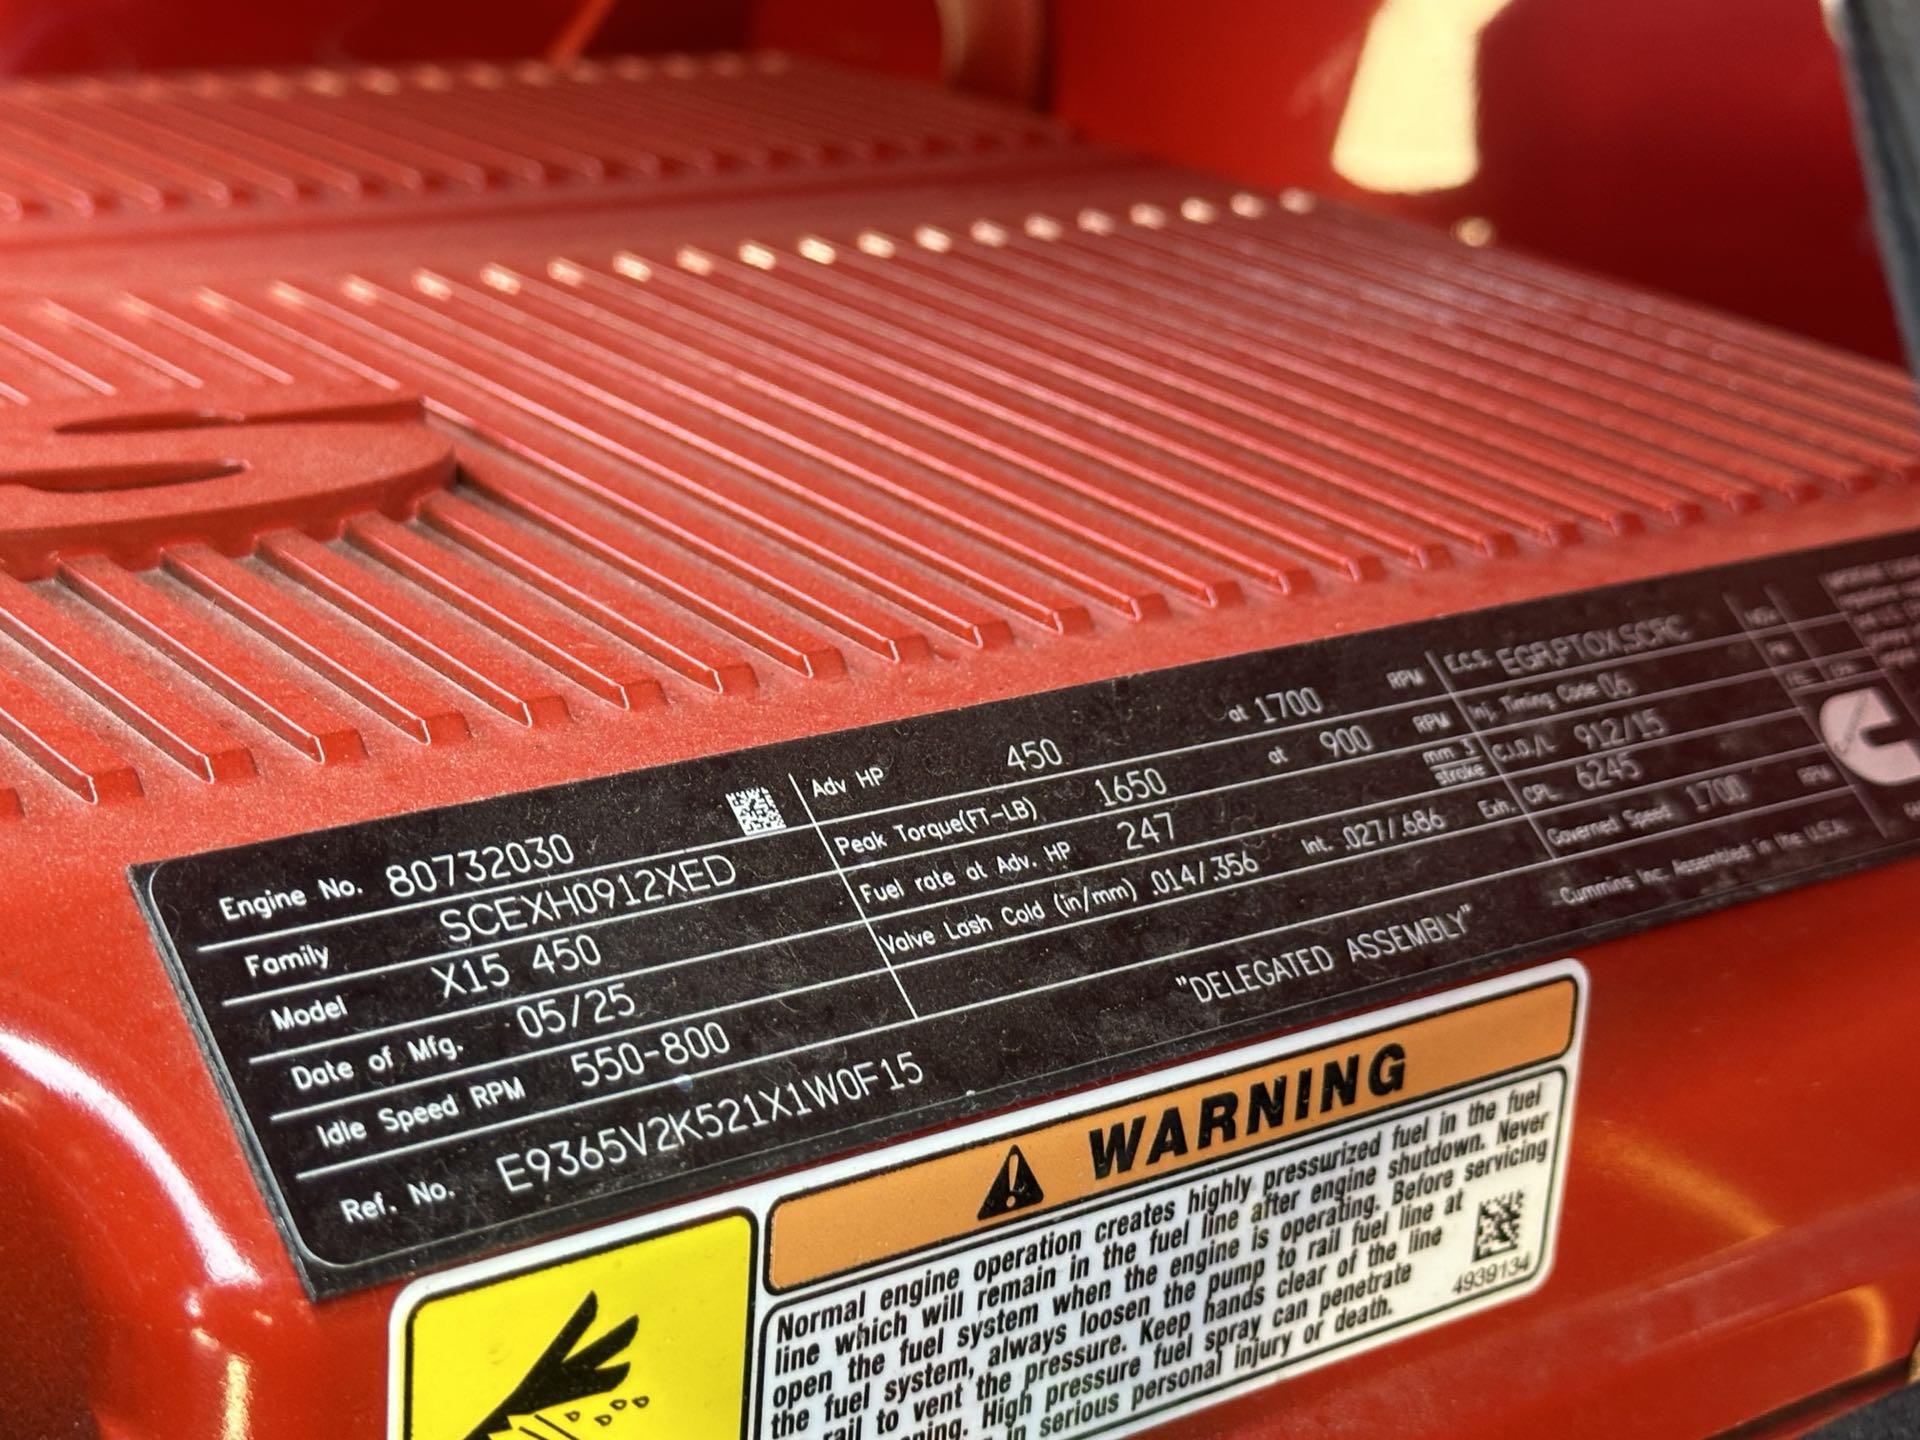 Engine No. 80732030
Family SCEXH0912XED
Model X15 450
Date of Mfg. 05/25
Idle Speed RPM 550-800
Ref. No. E9365V2K521X1W0F15
Adv HP 450 at 1700 RPM
Peak Torque(FT-LB) 1650 at 900 RPM
Fuel rate at Adv. HP 247 mm 3 stroke
Valve Lash Cold (in/mm) .014/.356 Int. .027/.686 Exh.
"DELEGATED ASSEMBLY"
E.C.S. EGR,PTOX,SCRC
Inj. Timing Code 06
C.I.D./L 912/15
CPL 6245
Governed Speed 1700 RPM
Cummins Inc. Assembled in the U.S.A.
WARNING
Normal engine operation creates highly pressurized fuel in the fuel
line which will remain in the fuel line after engine shutdown. Never
open the fuel system when the engine is operating. Before servicing
the fuel system, always loosen the pump to rail fuel line at
rail to vent the pressure. Keep hands clear of the line
High pressure fuel spray can penetrate
in serious personal injury or death.
4939134